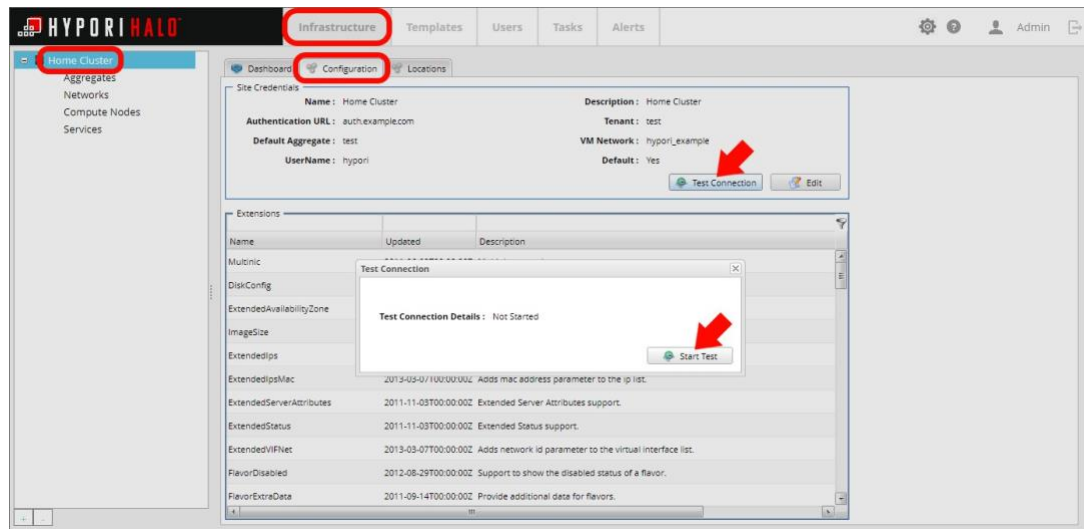 HYPORI HALO
Infrastructure Templates Users Tasks Alerts
Admin
Home Cluster
Aggregates
Networks
Compute Nodes
Services
Dashboard Configuration Locations
Site Credentials
Name : Home Cluster Description : Home Cluster
Authentication URL : auth.example.com Tenant : test
Default Aggregate : test VM Network : hypori_example
UserName : hypori Default : Yes
Test Connection Edit
Extensions
Name Updated Description
Multinic
DiskConfig
ExtendedAvailabilityZone
ImageSize
ExtendedIps
ExtendedIpsMac 2013-03-07T00:00:00Z Adds mac address parameter to the ip list.
ExtendedServerAttributes 2011-11-03T00:00:00Z Extended Server Attributes support.
ExtendedStatus 2011-11-03T00:00:00Z Extended Status support.
ExtendedVIFNet 2013-03-07T00:00:00Z Adds network id parameter to the virtual interface list.
FlavorDisabled 2012-08-29T00:00:00Z Support to show the disabled status of a flavor.
FlavorExtraData 2011-09-14T00:00:00Z Provide additional data for flavors.
Test Connection
Test Connection Details : Not Started
Start Test